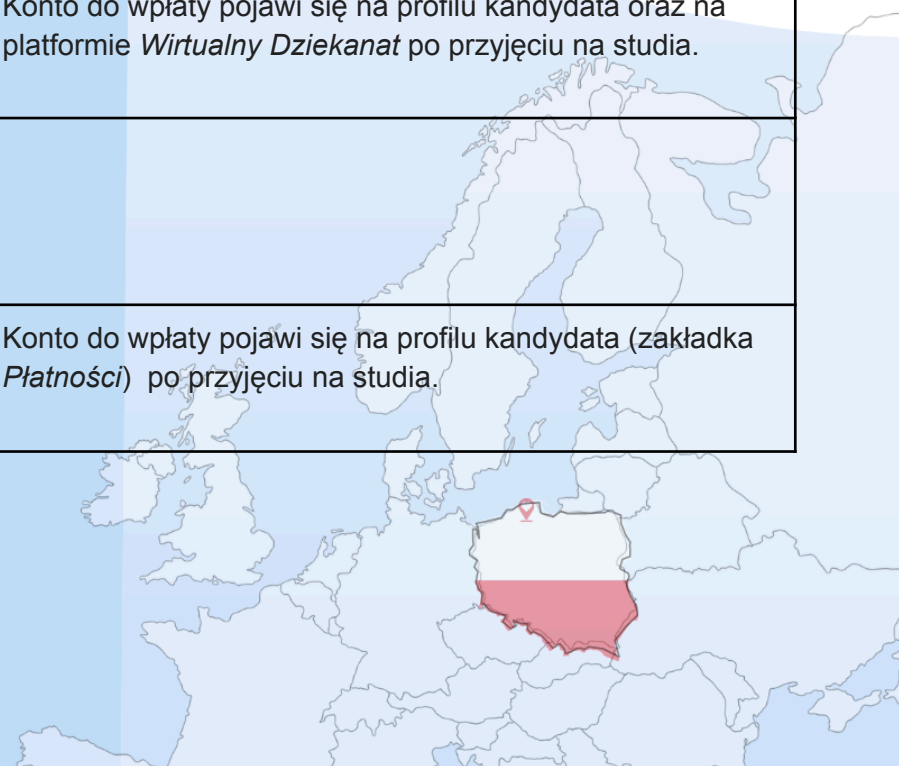 Konto do wpłaty pojawi się na profilu kandydata oraz na
platformie Wirtualny Dziekanat po przyjęciu na studia.
Konto do wpłaty pojawi się na profilu kandydata (zakładka
Płatności) po przyjęciu na studia.